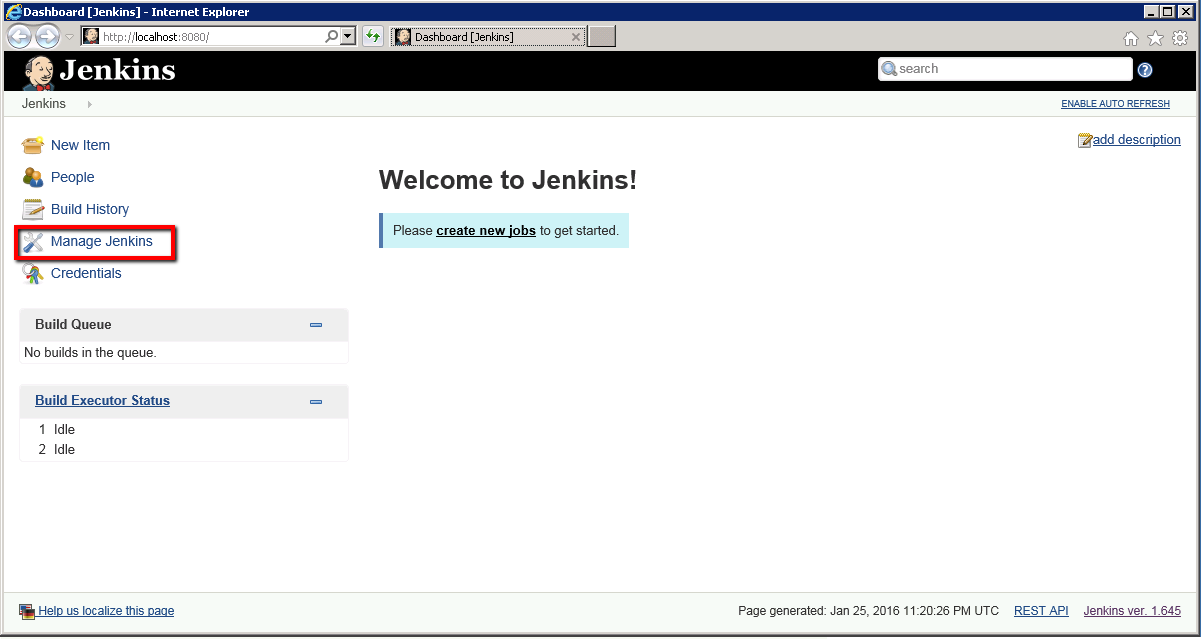 Dashboard [Jenkins] - Internet Explorer
http://localhost:8080/
Dashboard [Jenkins]
Jenkins
search
Jenkins
ENABLE AUTO REFRESH
add description
New Item
People
Build History
Manage Jenkins
Credentials
Welcome to Jenkins!
Please create new jobs to get started.
Build Queue
No builds in the queue.
Build Executor Status
1 Idle
2 Idle
Help us localize this page
Page generated: Jan 25, 2016 11:20:26 PM UTC REST API Jenkins ver. 1.645